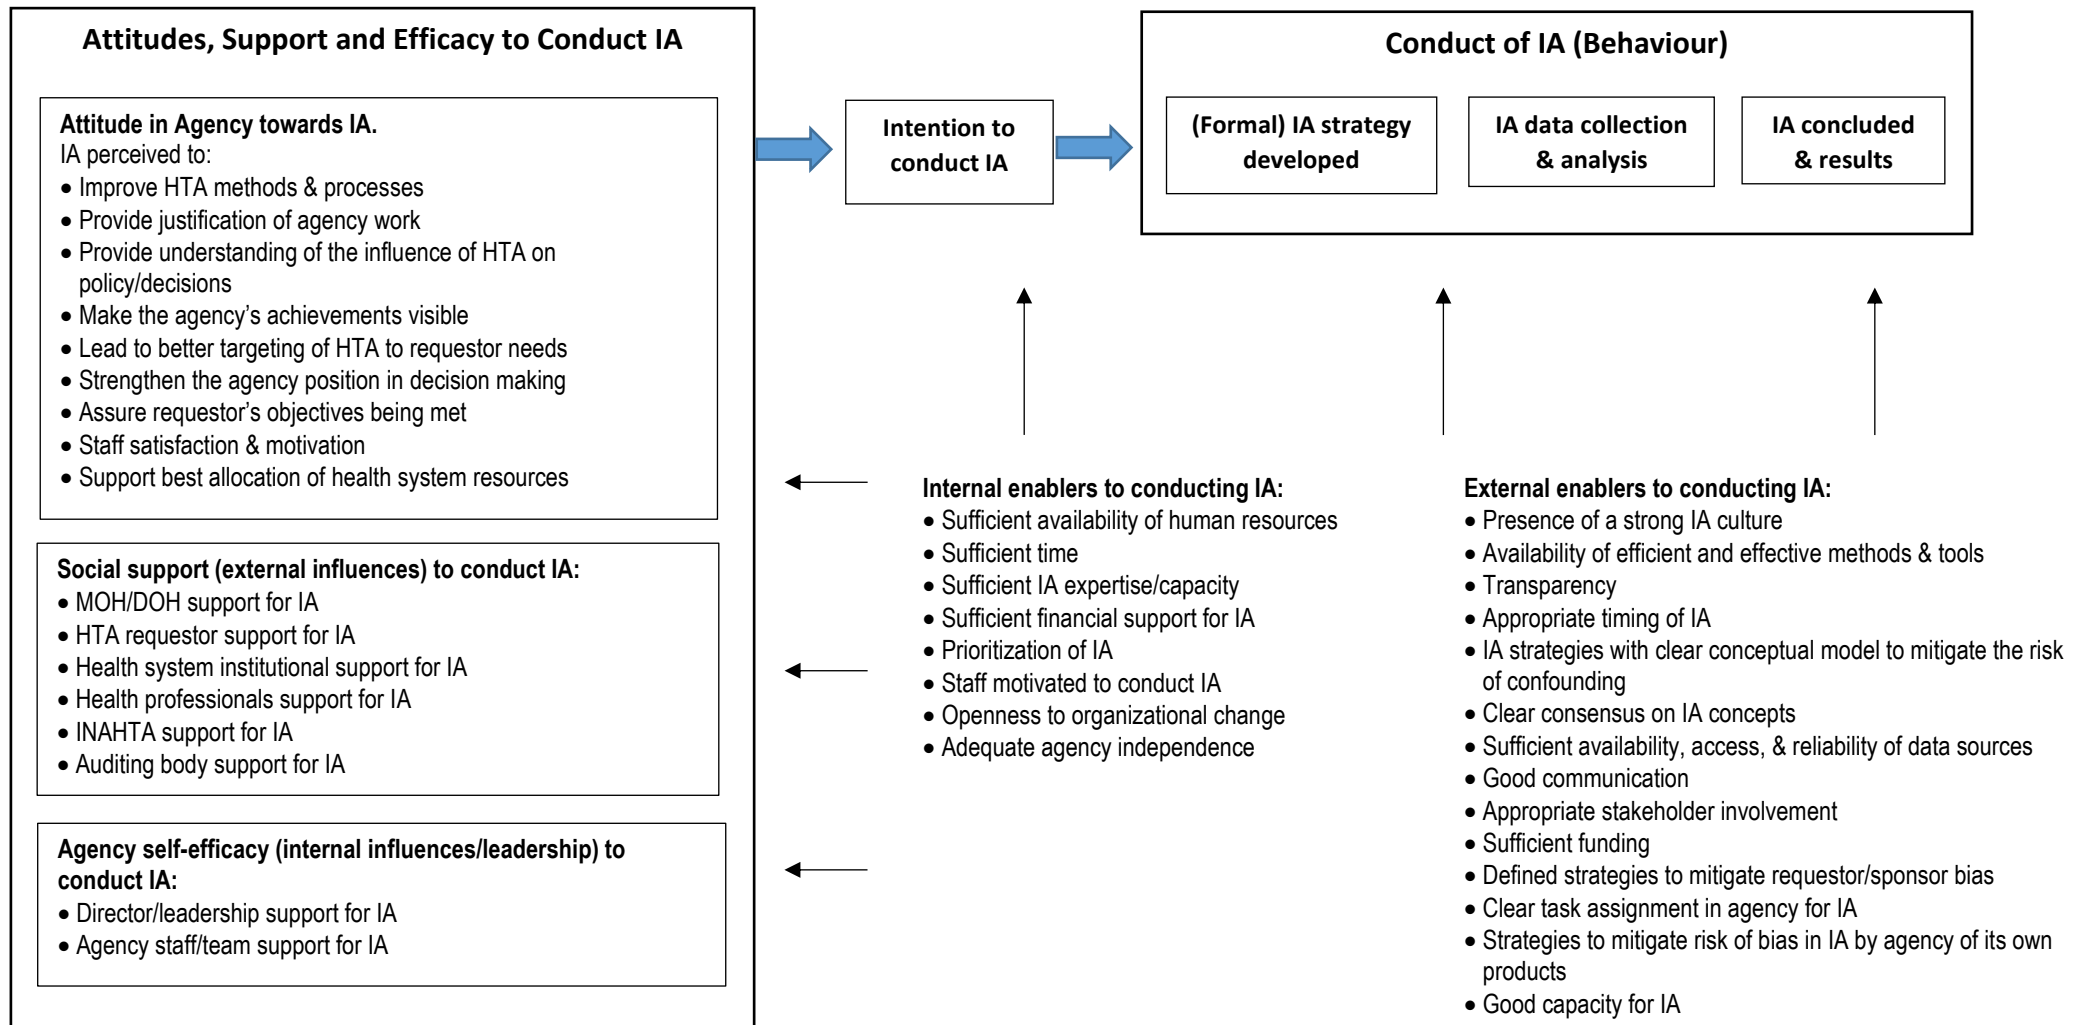 Attitudes, Support and Efficacy to Conduct IA
Attitude in Agency towards IA.
IA perceived to:
• Improve HTA methods & processes
• Provide justification of agency work
• Provide understanding of the influence of HTA on
policy/decisions
• Make the agency’s achievements visible
• Lead to better targeting of HTA to requestor needs
• Strengthen the agency position in decision making
• Assure requestor’s objectives being met
• Staff satisfaction & motivation
• Support best allocation of health system resources
Social support (external influences) to conduct IA:
• MOH/DOH support for IA
• HTA requestor support for IA
• Health system institutional support for IA
• Health professionals support for IA
• INAHTA support for IA
• Auditing body support for IA
Agency self-efficacy (internal influences/leadership) to
conduct IA:
• Director/leadership support for IA
• Agency staff/team support for IA
Intention to
conduct IA
Conduct of IA (Behaviour)
(Formal) IA strategy
developed
IA data collection
& analysis
IA concluded
& results
Internal enablers to conducting IA:
• Sufficient availability of human resources
• Sufficient time
• Sufficient IA expertise/capacity
• Sufficient financial support for IA
• Prioritization of IA
• Staff motivated to conduct IA
• Openness to organizational change
• Adequate agency independence
External enablers to conducting IA:
• Presence of a strong IA culture
• Availability of efficient and effective methods & tools
• Transparency
• Appropriate timing of IA
• IA strategies with clear conceptual model to mitigate the risk
of confounding
• Clear consensus on IA concepts
• Sufficient availability, access, & reliability of data sources
• Good communication
• Appropriate stakeholder involvement
• Sufficient funding
• Defined strategies to mitigate requestor/sponsor bias
• Clear task assignment in agency for IA
• Strategies to mitigate risk of bias in IA by agency of its own
products
• Good capacity for IA